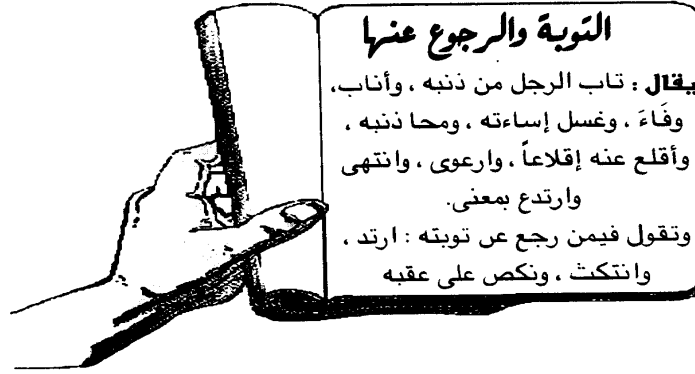 التوبة والرجوع عنها
يقال : تاب الرجل من ذنبه ، وأناب،
وفَاءَ ، وغسل إساءته ، ومحا ذنبه ،
وأقلع عنه إقلاعاً ، وارعوى ، وانتهى
وارتدع بمعنى.
وتقول فيمن رجع عن توبته : ارتد ،
وانتكث ، ونكص على عقبه